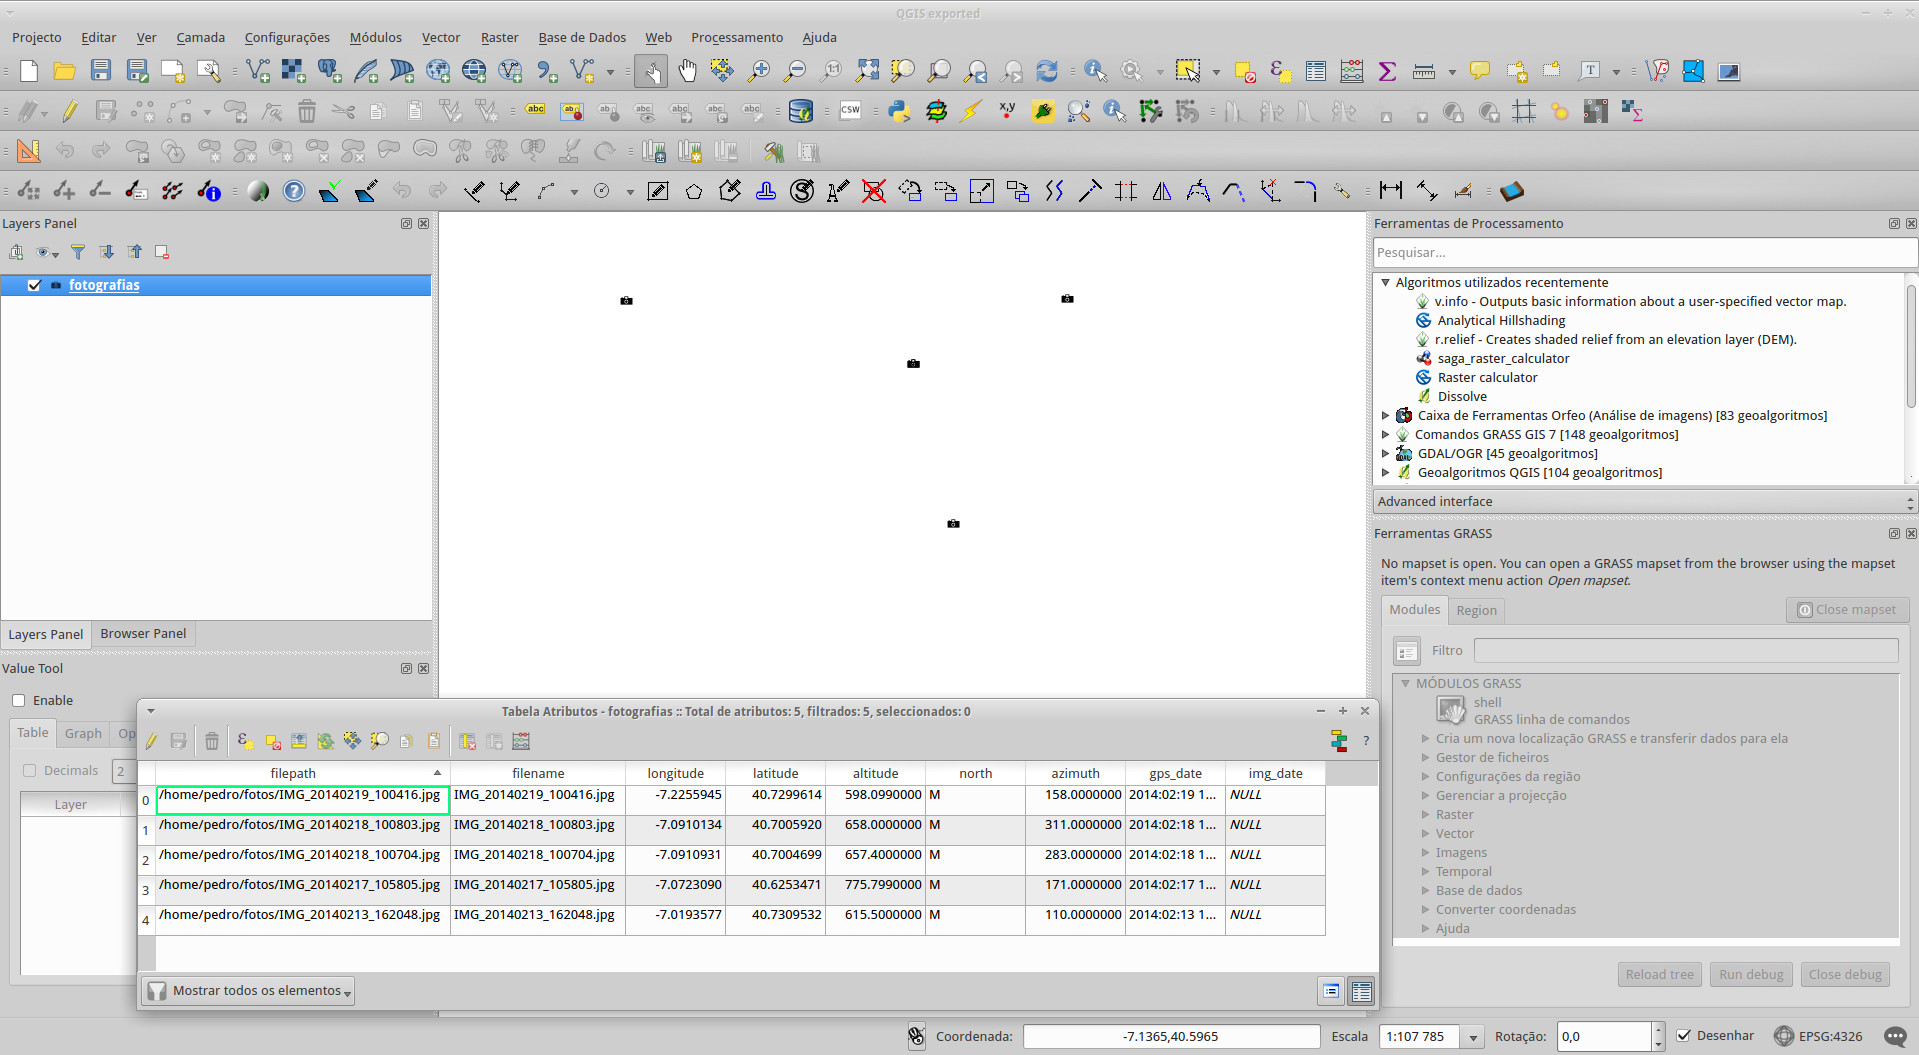 QGIS exported
Projecto Editar Ver Camada Configurações Módulos Vector Raster Base de Dados Web Processamento Ajuda
1:1
T
abc abc CSW x,y
Layers Panel
fotografias
Layers Panel Browser Panel
Value Tool
Enable
Table Graph Op
Decimals 2
Layer
Ferramentas de Processamento
Pesquisar...
Algoritmos utilizados recentemente
v.info - Outputs basic information about a user-specified vector map.
Analytical Hillshading
r.relief - Creates shaded relief from an elevation layer (DEM).
saga_raster_calculator
Raster calculator
Dissolve
Caixa de Ferramentas Orfeo (Análise de imagens) [83 geoalgoritmos]
Comandos GRASS GIS 7 [148 geoalgoritmos]
GDAL/OGR [45 geoalgoritmos]
Geoalgoritmos QGIS [104 geoalgoritmos]
Advanced interface
Ferramentas GRASS
No mapset is open. You can open a GRASS mapset from the browser using the mapset
item's context menu action Open mapset.
Modules Region Close mapset
Filtro
MÓDULOS GRASS
shell
GRASS linha de comandos
Cria um nova localização GRASS e transferir dados para ela
Gestor de ficheiros
Configurações da região
Gerenciar a projecção
Raster
Vector
Imagens
Temporal
Base de dados
Converter coordenadas
Ajuda
Reload tree Run debug Close debug
Tabela Atributos - fotografias :: Total de atributos: 5, filtrados: 5, seleccionados: 0
?
filepath filename longitude latitude altitude north azimuth gps_date img_date
0 /home/pedro/fotos/IMG_20140219_100416.jpg IMG_20140219_100416.jpg -7.2255945 40.7299614 598.0990000 M 158.0000000 2014:02:19 1... NULL
1 /home/pedro/fotos/IMG_20140218_100803.jpg IMG_20140218_100803.jpg -7.0910134 40.7005920 658.0000000 M 311.0000000 2014:02:18 1... NULL
2 /home/pedro/fotos/IMG_20140218_100704.jpg IMG_20140218_100704.jpg -7.0910931 40.7004699 657.4000000 M 283.0000000 2014:02:18 1... NULL
3 /home/pedro/fotos/IMG_20140217_105805.jpg IMG_20140217_105805.jpg -7.0723090 40.6253471 775.7990000 M 171.0000000 2014:02:17 1... NULL
4 /home/pedro/fotos/IMG_20140213_162048.jpg IMG_20140213_162048.jpg -7.0193577 40.7309532 615.5000000 M 110.0000000 2014:02:13 1... NULL
Mostrar todos os elementos
Coordenada: -7.1365,40.5965 Escala 1:107 785 Rotação: 0,0 Desenhar EPSG:4326